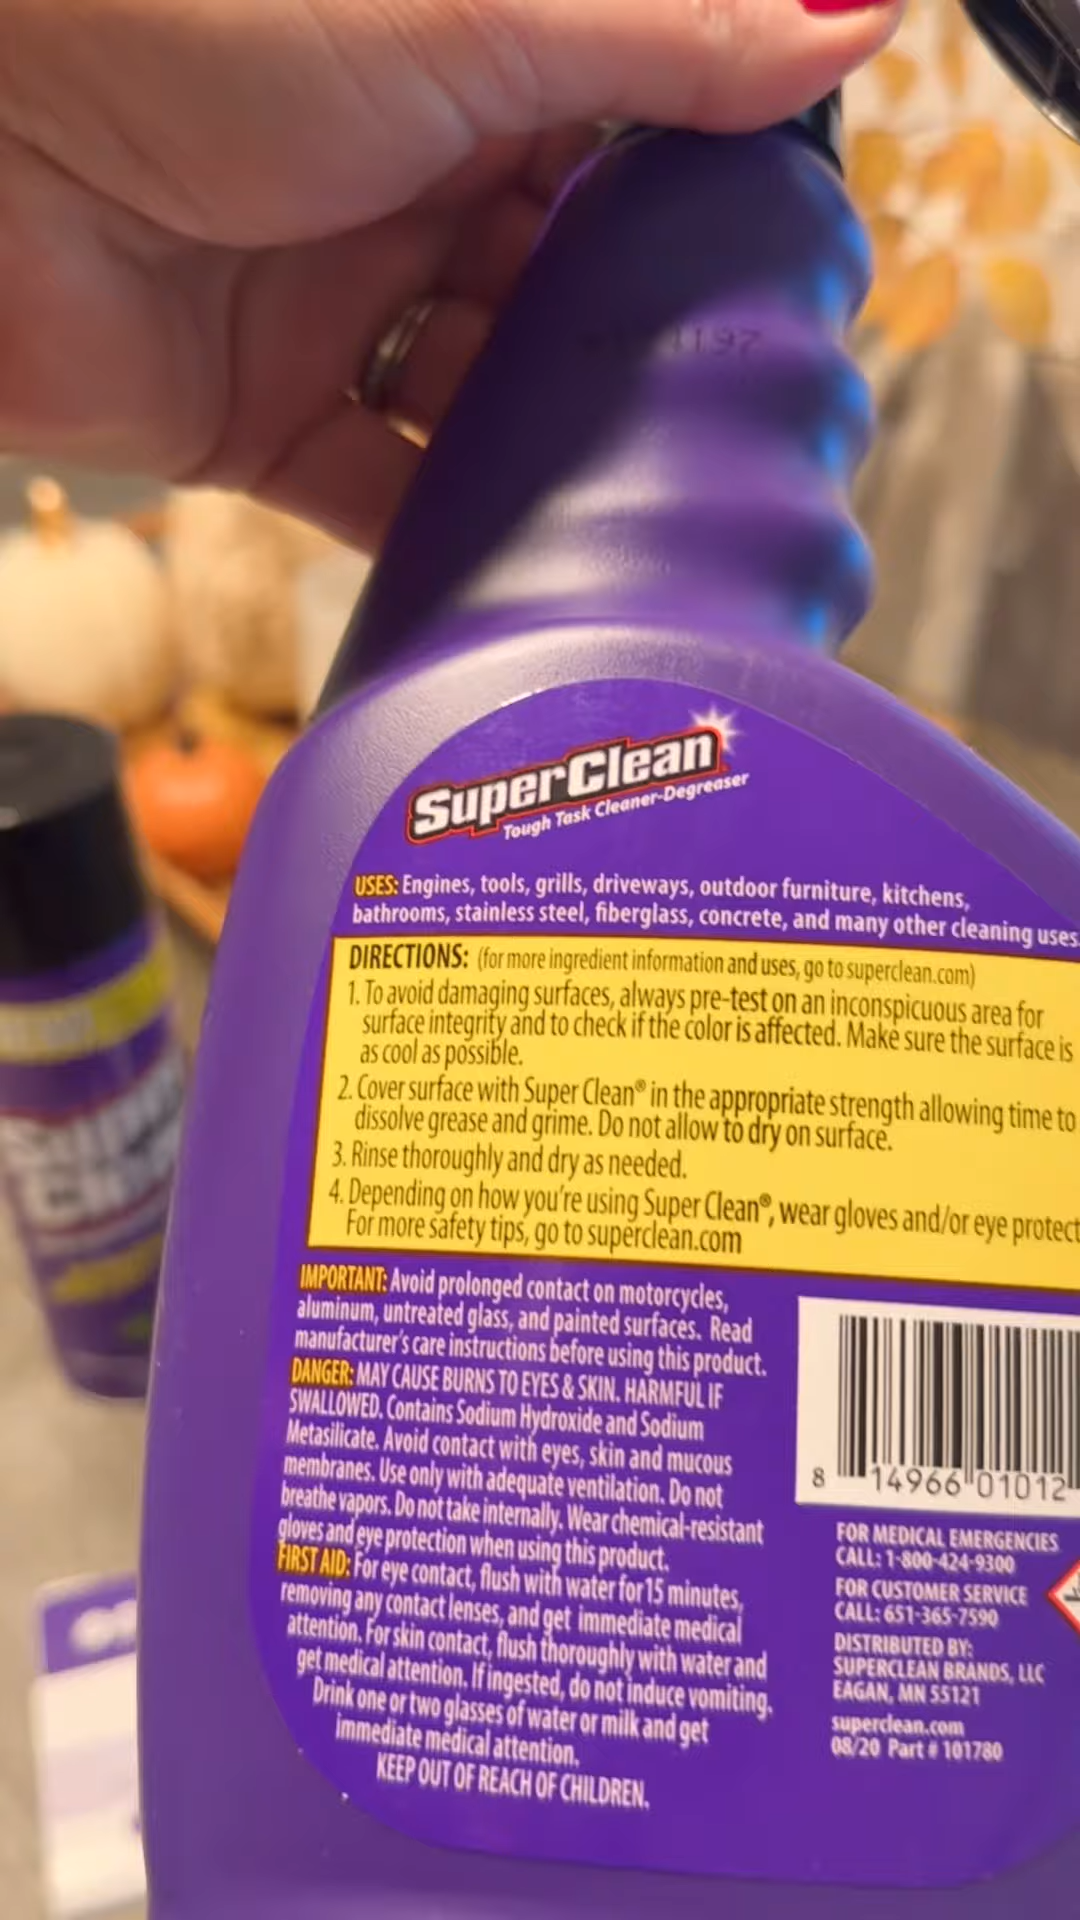 SuperClean
Tough Task Cleaner-Degreaser
USES: Engines, tools, grills, driveways, outdoor furniture, kitchens,
bathrooms, stainless steel, fiberglass, concrete, and many other cleaning uses.
DIRECTIONS: (for more ingredient information and uses, go to superclean.com)
1. To avoid damaging surfaces, always pre-test on an inconspicuous area for
surface integrity and to check if the color is affected. Make sure the surface is
as cool as possible.
2. Cover surface with Super Clean® in the appropriate strength allowing time to
dissolve grease and grime. Do not allow to dry on surface.
3. Rinse thoroughly and dry as needed.
4. Depending on how you're using Super Clean®, wear gloves and/or eye protect
For more safety tips, go to superclean.com
IMPORTANT: Avoid prolonged contact on motorcycles,
aluminum, untreated glass, and painted surfaces. Read
manufacturer's care instructions before using this product.
DANGER: MAY CAUSE BURNS TO EYES & SKIN. HARMFUL IF
SWALLOWED. Contains Sodium Hydroxide and Sodium
Metasilicate. Avoid contact with eyes, skin and mucous
membranes. Use only with adequate ventilation. Do not
breathe vapors. Do not take internally. Wear chemical-resistant
gloves and eye protection when using this product.
FIRST AID: For eye contact, flush with water for 15 minutes,
removing any contact lenses, and get immediate medical
attention. For skin contact, flush thoroughly with water and
get medical attention. If ingested, do not induce vomiting.
Drink one or two glasses of water or milk and get
immediate medical attention.
KEEP OUT OF REACH OF CHILDREN.
8 14966 01012
FOR MEDICAL EMERGENCIES
CALL: 1-800-424-9300
FOR CUSTOMER SERVICE
CALL: 651-365-7590
DISTRIBUTED BY:
SUPERCLEAN BRANDS, LLC
EAGAN, MN 55121
superclean.com
08/20 Part # 101780
Super
Clean